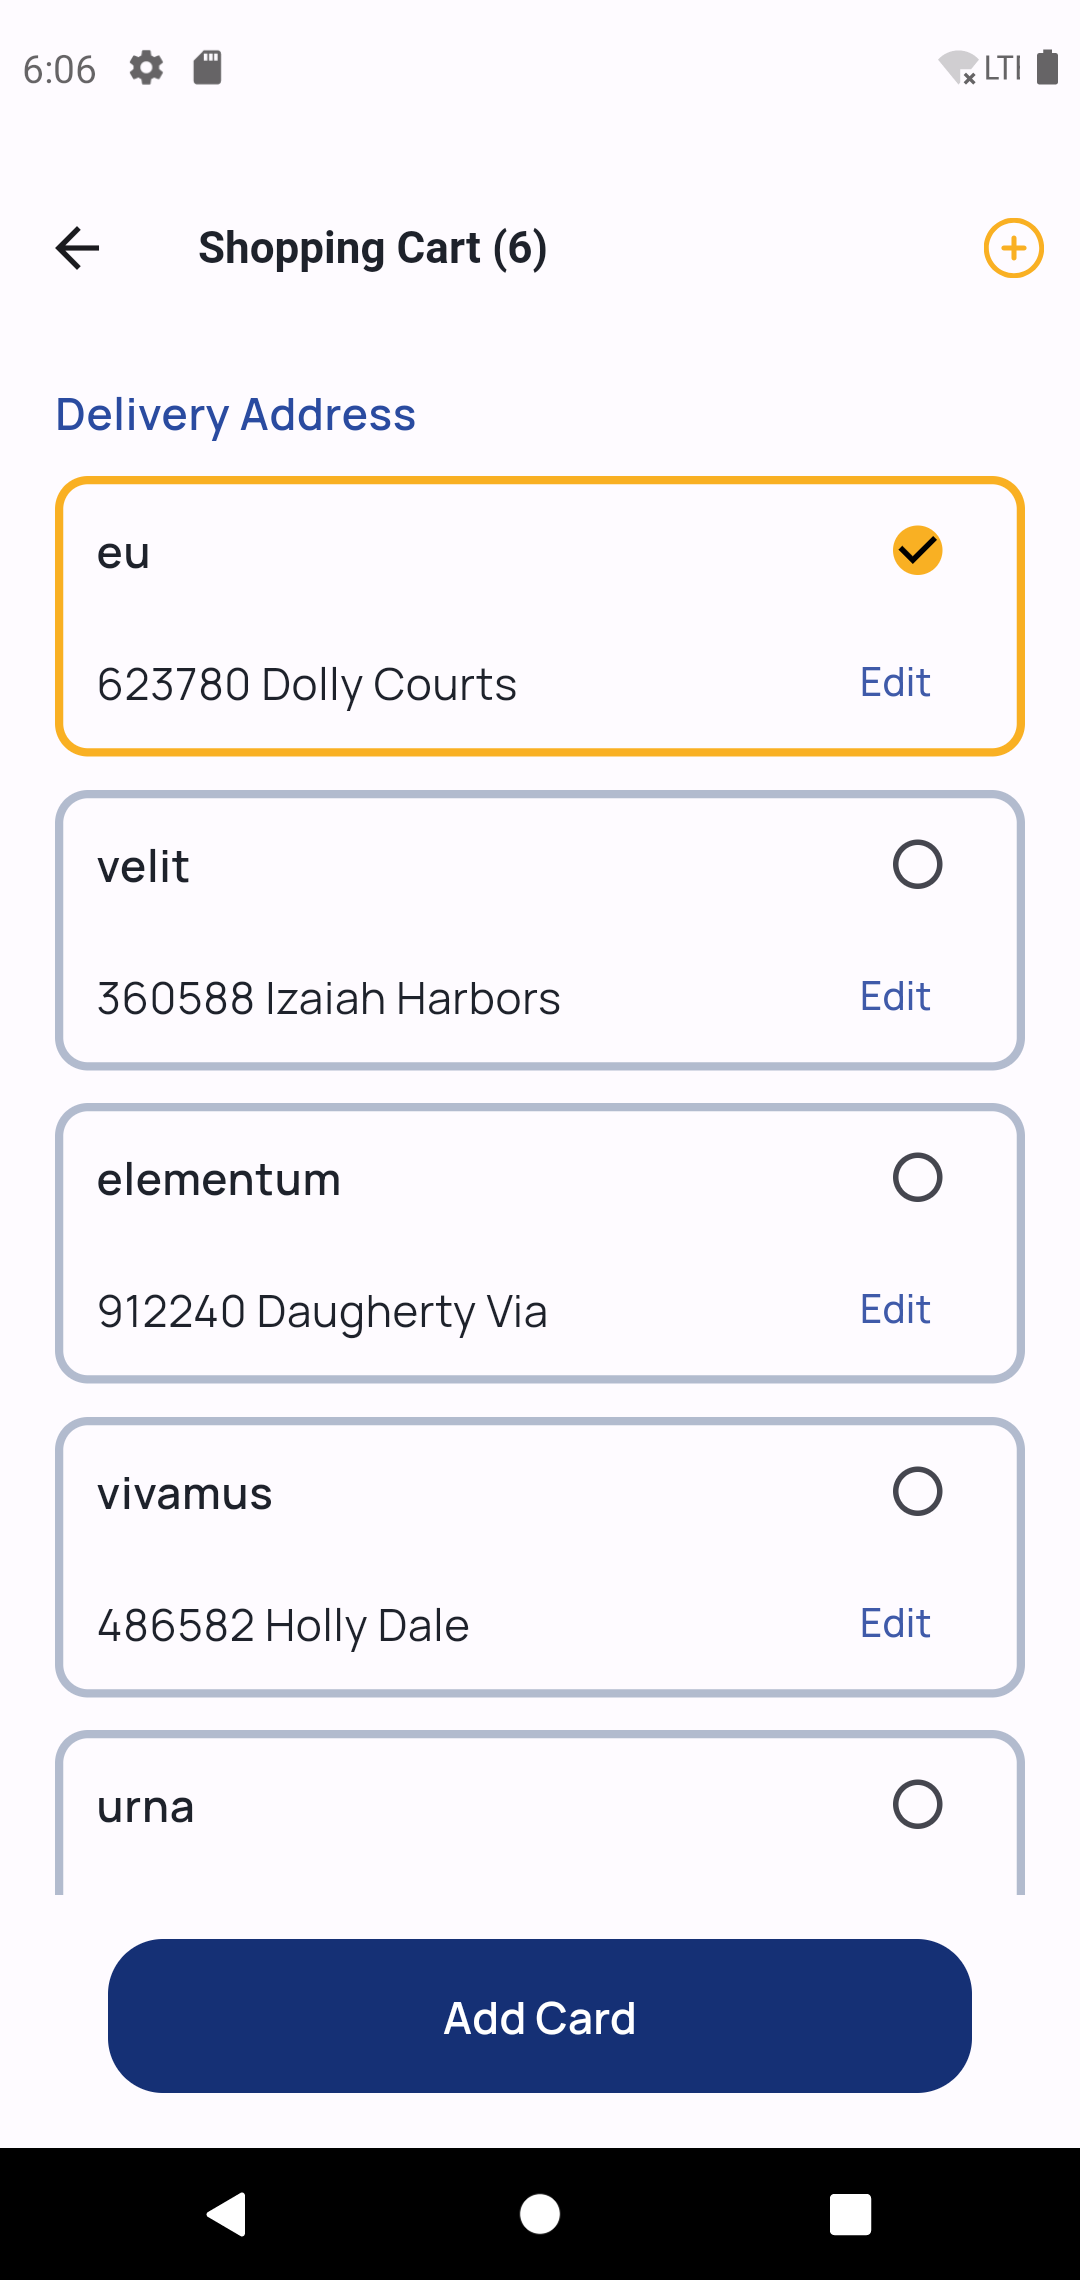 6:06
LTE
Shopping Cart (6)
Delivery Address
eu
623780 Dolly Courts
Edit
velit
360588 Izaiah Harbors
Edit
elementum
912240 Daugherty Via
Edit
vivamus
486582 Holly Dale
Edit
urna
Add Card